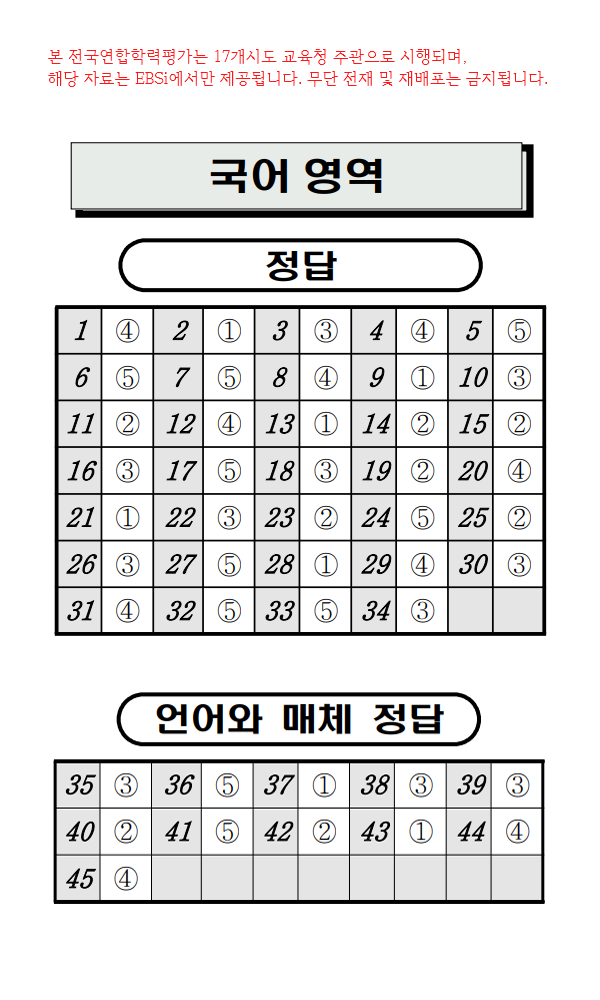 본 전국연합학력평가는 17개시도 교육청 주관으로 시행되며,
해당 자료는 EBSi에서만 제공됩니다. 무단 전재 및 재배포는 금지됩니다.
국어 영역
정답
1 ④ 2 ① 3 ③ 4 ④ 5 ⑤
6 ⑤ 7 ⑤ 8 ④ 9 ① 10 ③
11 ② 12 ④ 13 ① 14 ② 15 ②
16 ③ 17 ⑤ 18 ③ 19 ② 20 ④
21 ① 22 ③ 23 ② 24 ⑤ 25 ②
26 ③ 27 ⑤ 28 ① 29 ④ 30 ③
31 ④ 32 ⑤ 33 ⑤ 34 ③
언어와 매체 정답
35 ③ 36 ⑤ 37 ① 38 ③ 39 ③
40 ② 41 ⑤ 42 ② 43 ① 44 ④
45 ④